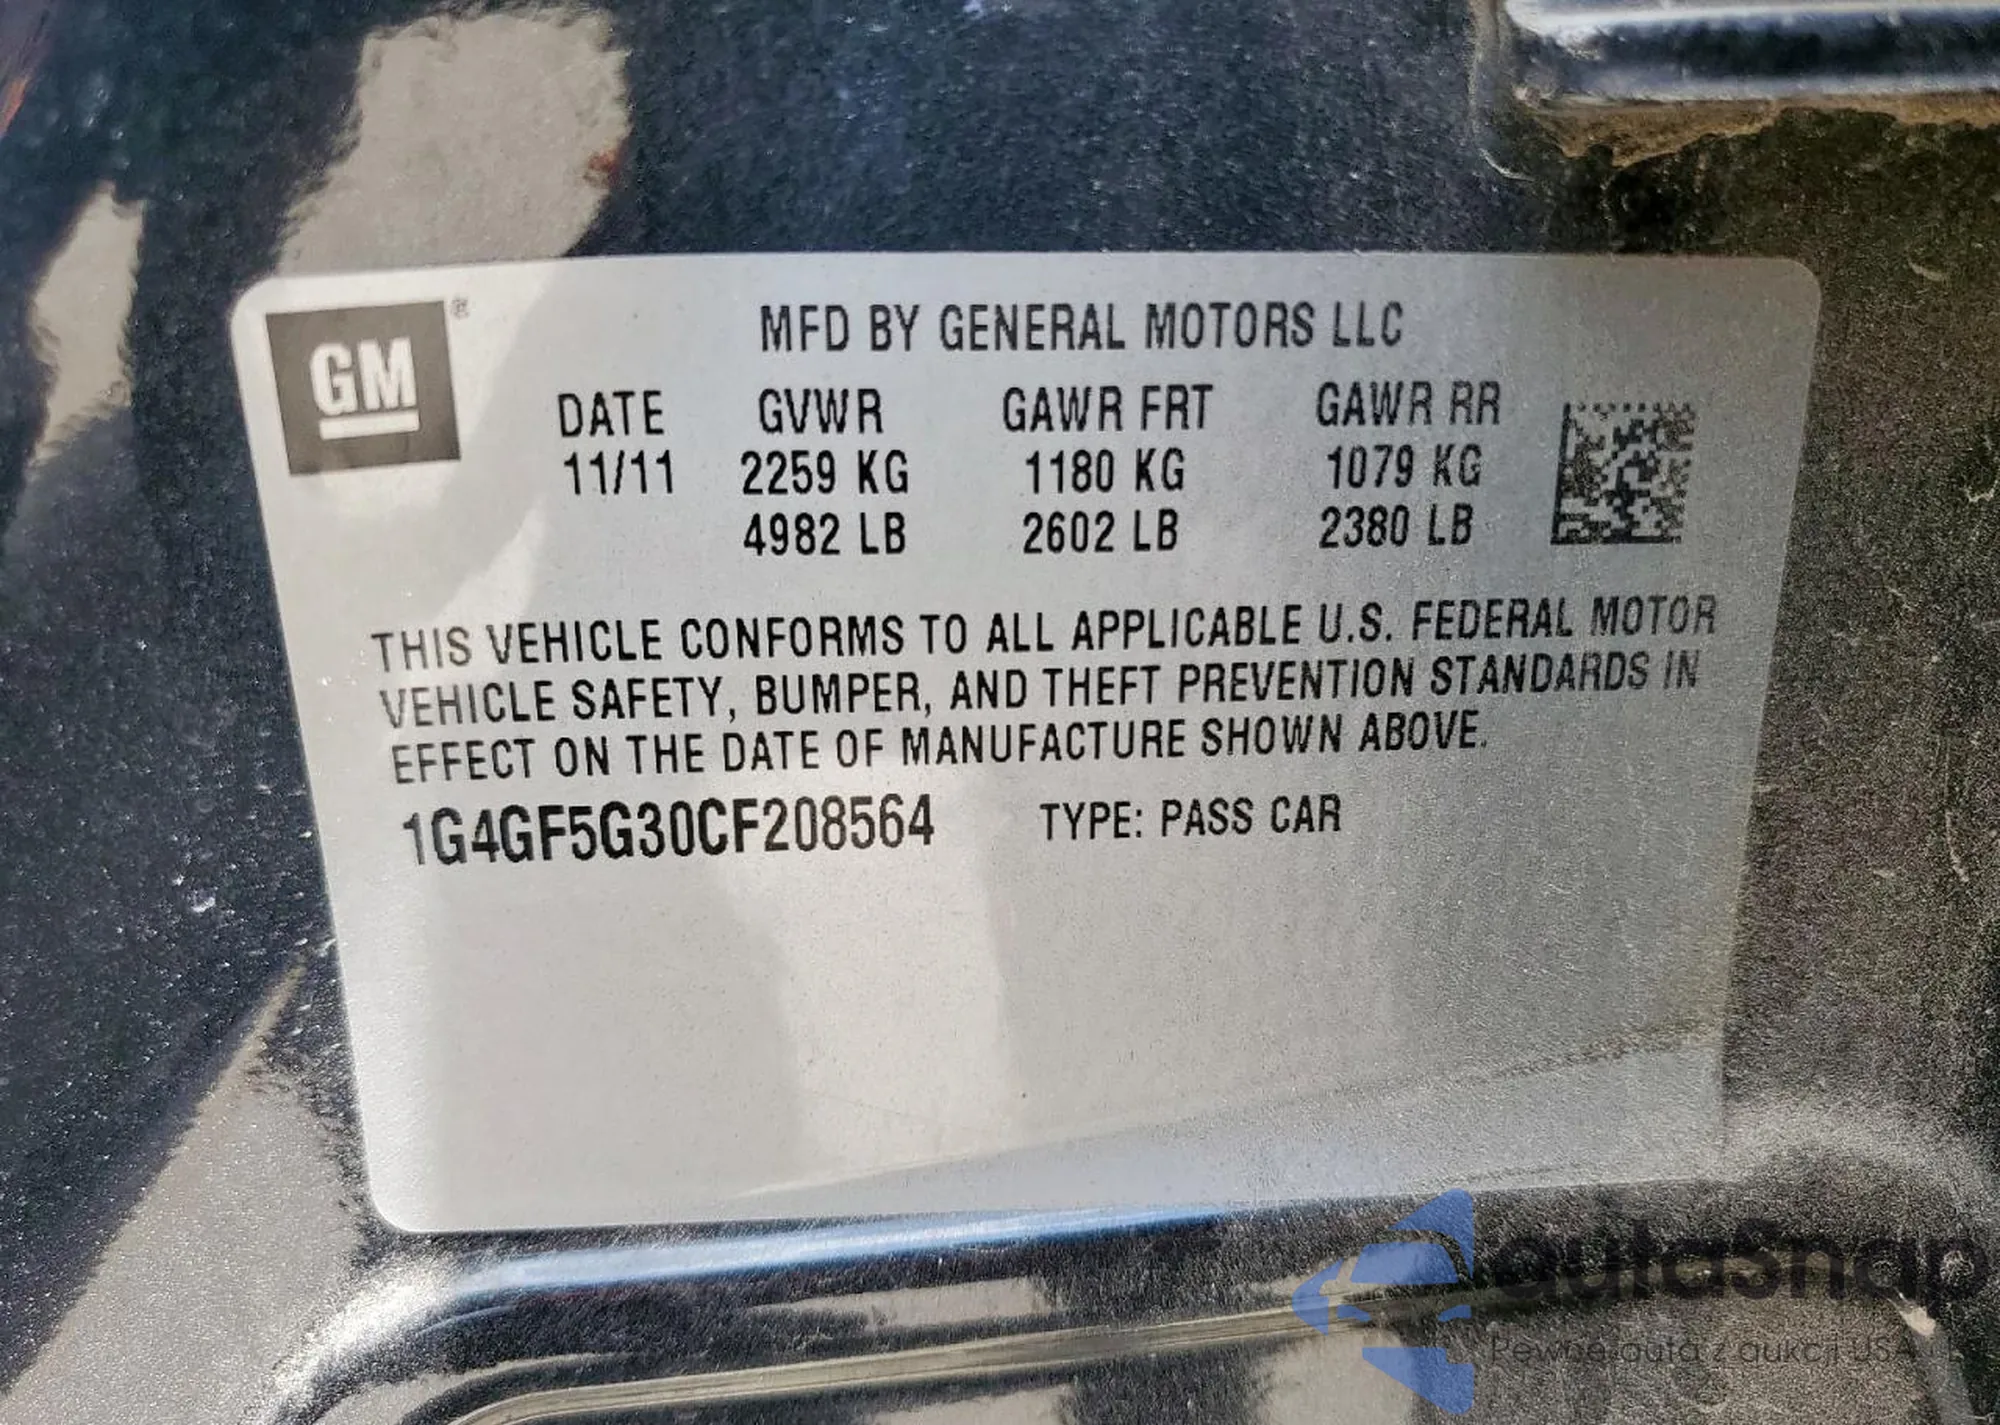 GM ®
MFD BY GENERAL MOTORS LLC
DATE GVWR GAWR FRT GAWR RR
11/11 2259 KG 1180 KG 1079 KG
4982 LB 2602 LB 2380 LB
THIS VEHICLE CONFORMS TO ALL APPLICABLE U.S. FEDERAL MOTOR
VEHICLE SAFETY, BUMPER, AND THEFT PREVENTION STANDARDS IN
EFFECT ON THE DATE OF MANUFACTURE SHOWN ABOVE.
1G4GF5G30CF208564 TYPE: PASS CAR
autasnap
Pewne auta z aukcji USA i